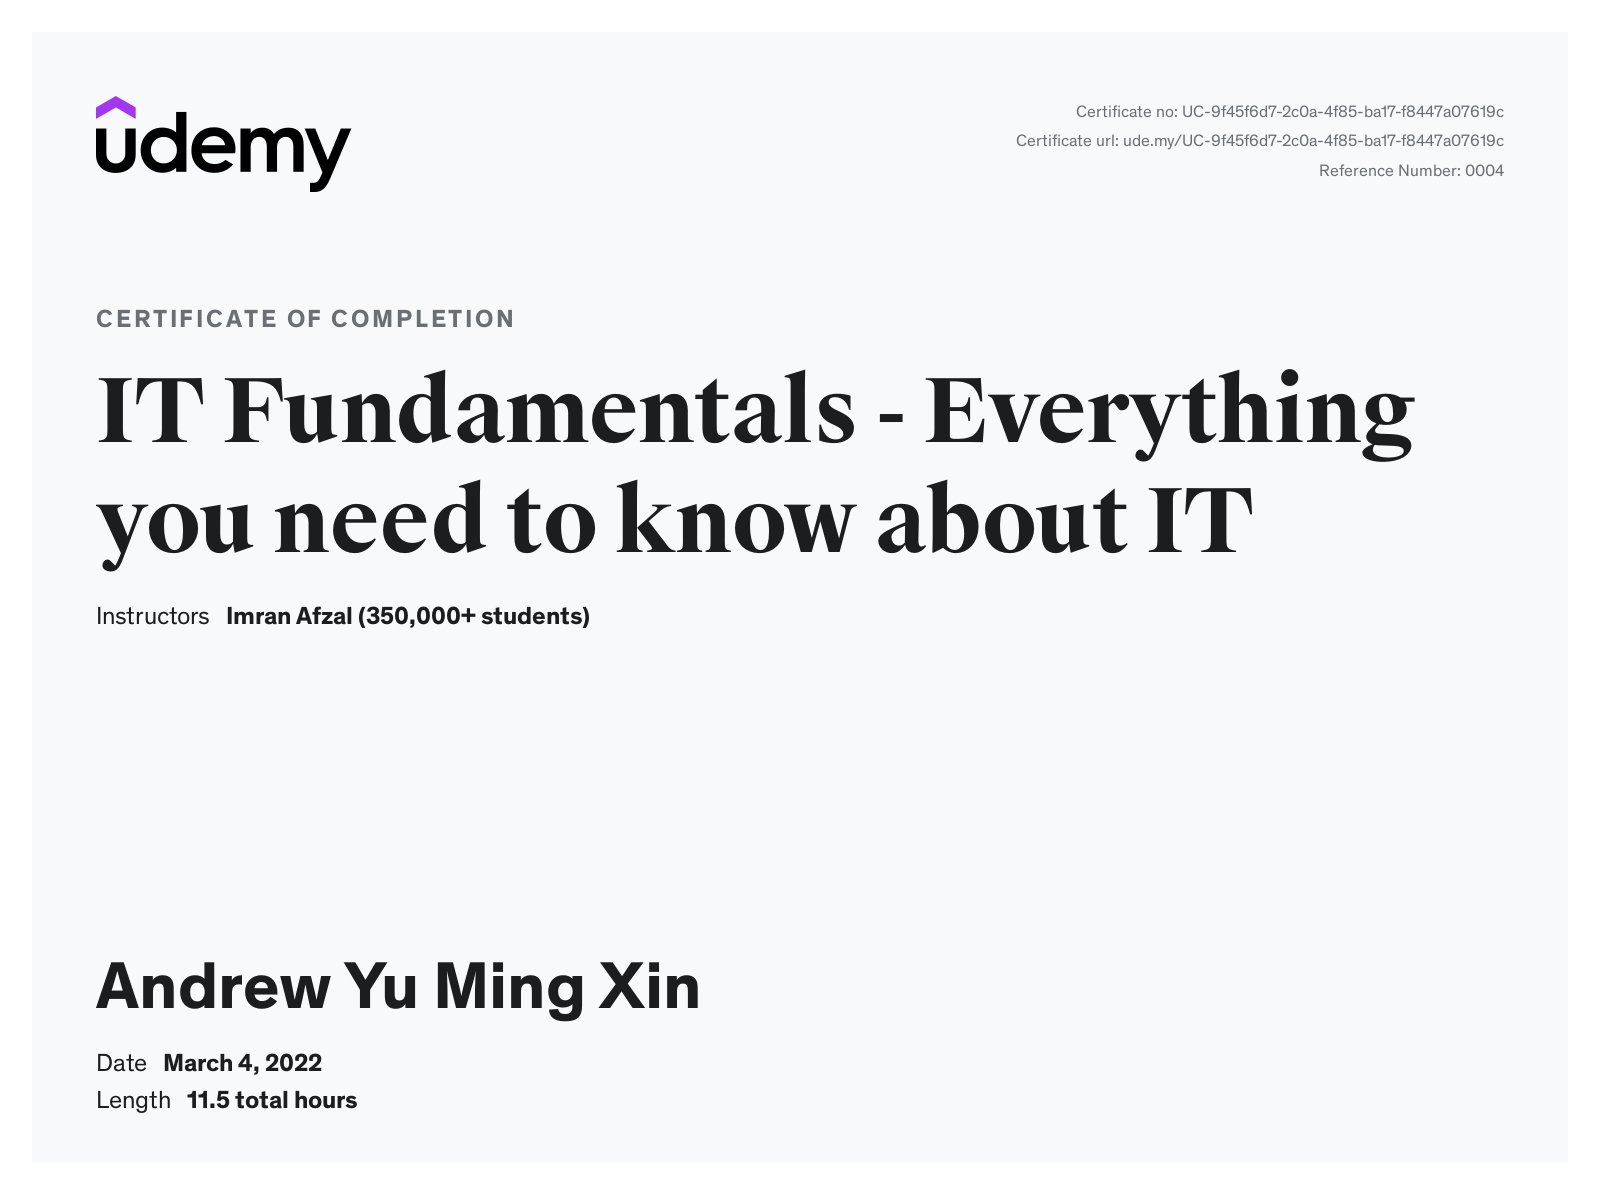 udemy
Certificate no: UC-9f45f6d7-2c0a-4f85-ba17-f8447a07619c
Certificate url: ude.my/UC-9f45f6d7-2c0a-4f85-ba17-f8447a07619c
Reference Number: 0004
CERTIFICATE OF COMPLETION
IT Fundamentals - Everything
you need to know about IT
Instructors Imran Afzal (350,000+ students)
Andrew Yu Ming Xin
Date March 4, 2022
Length 11.5 total hours